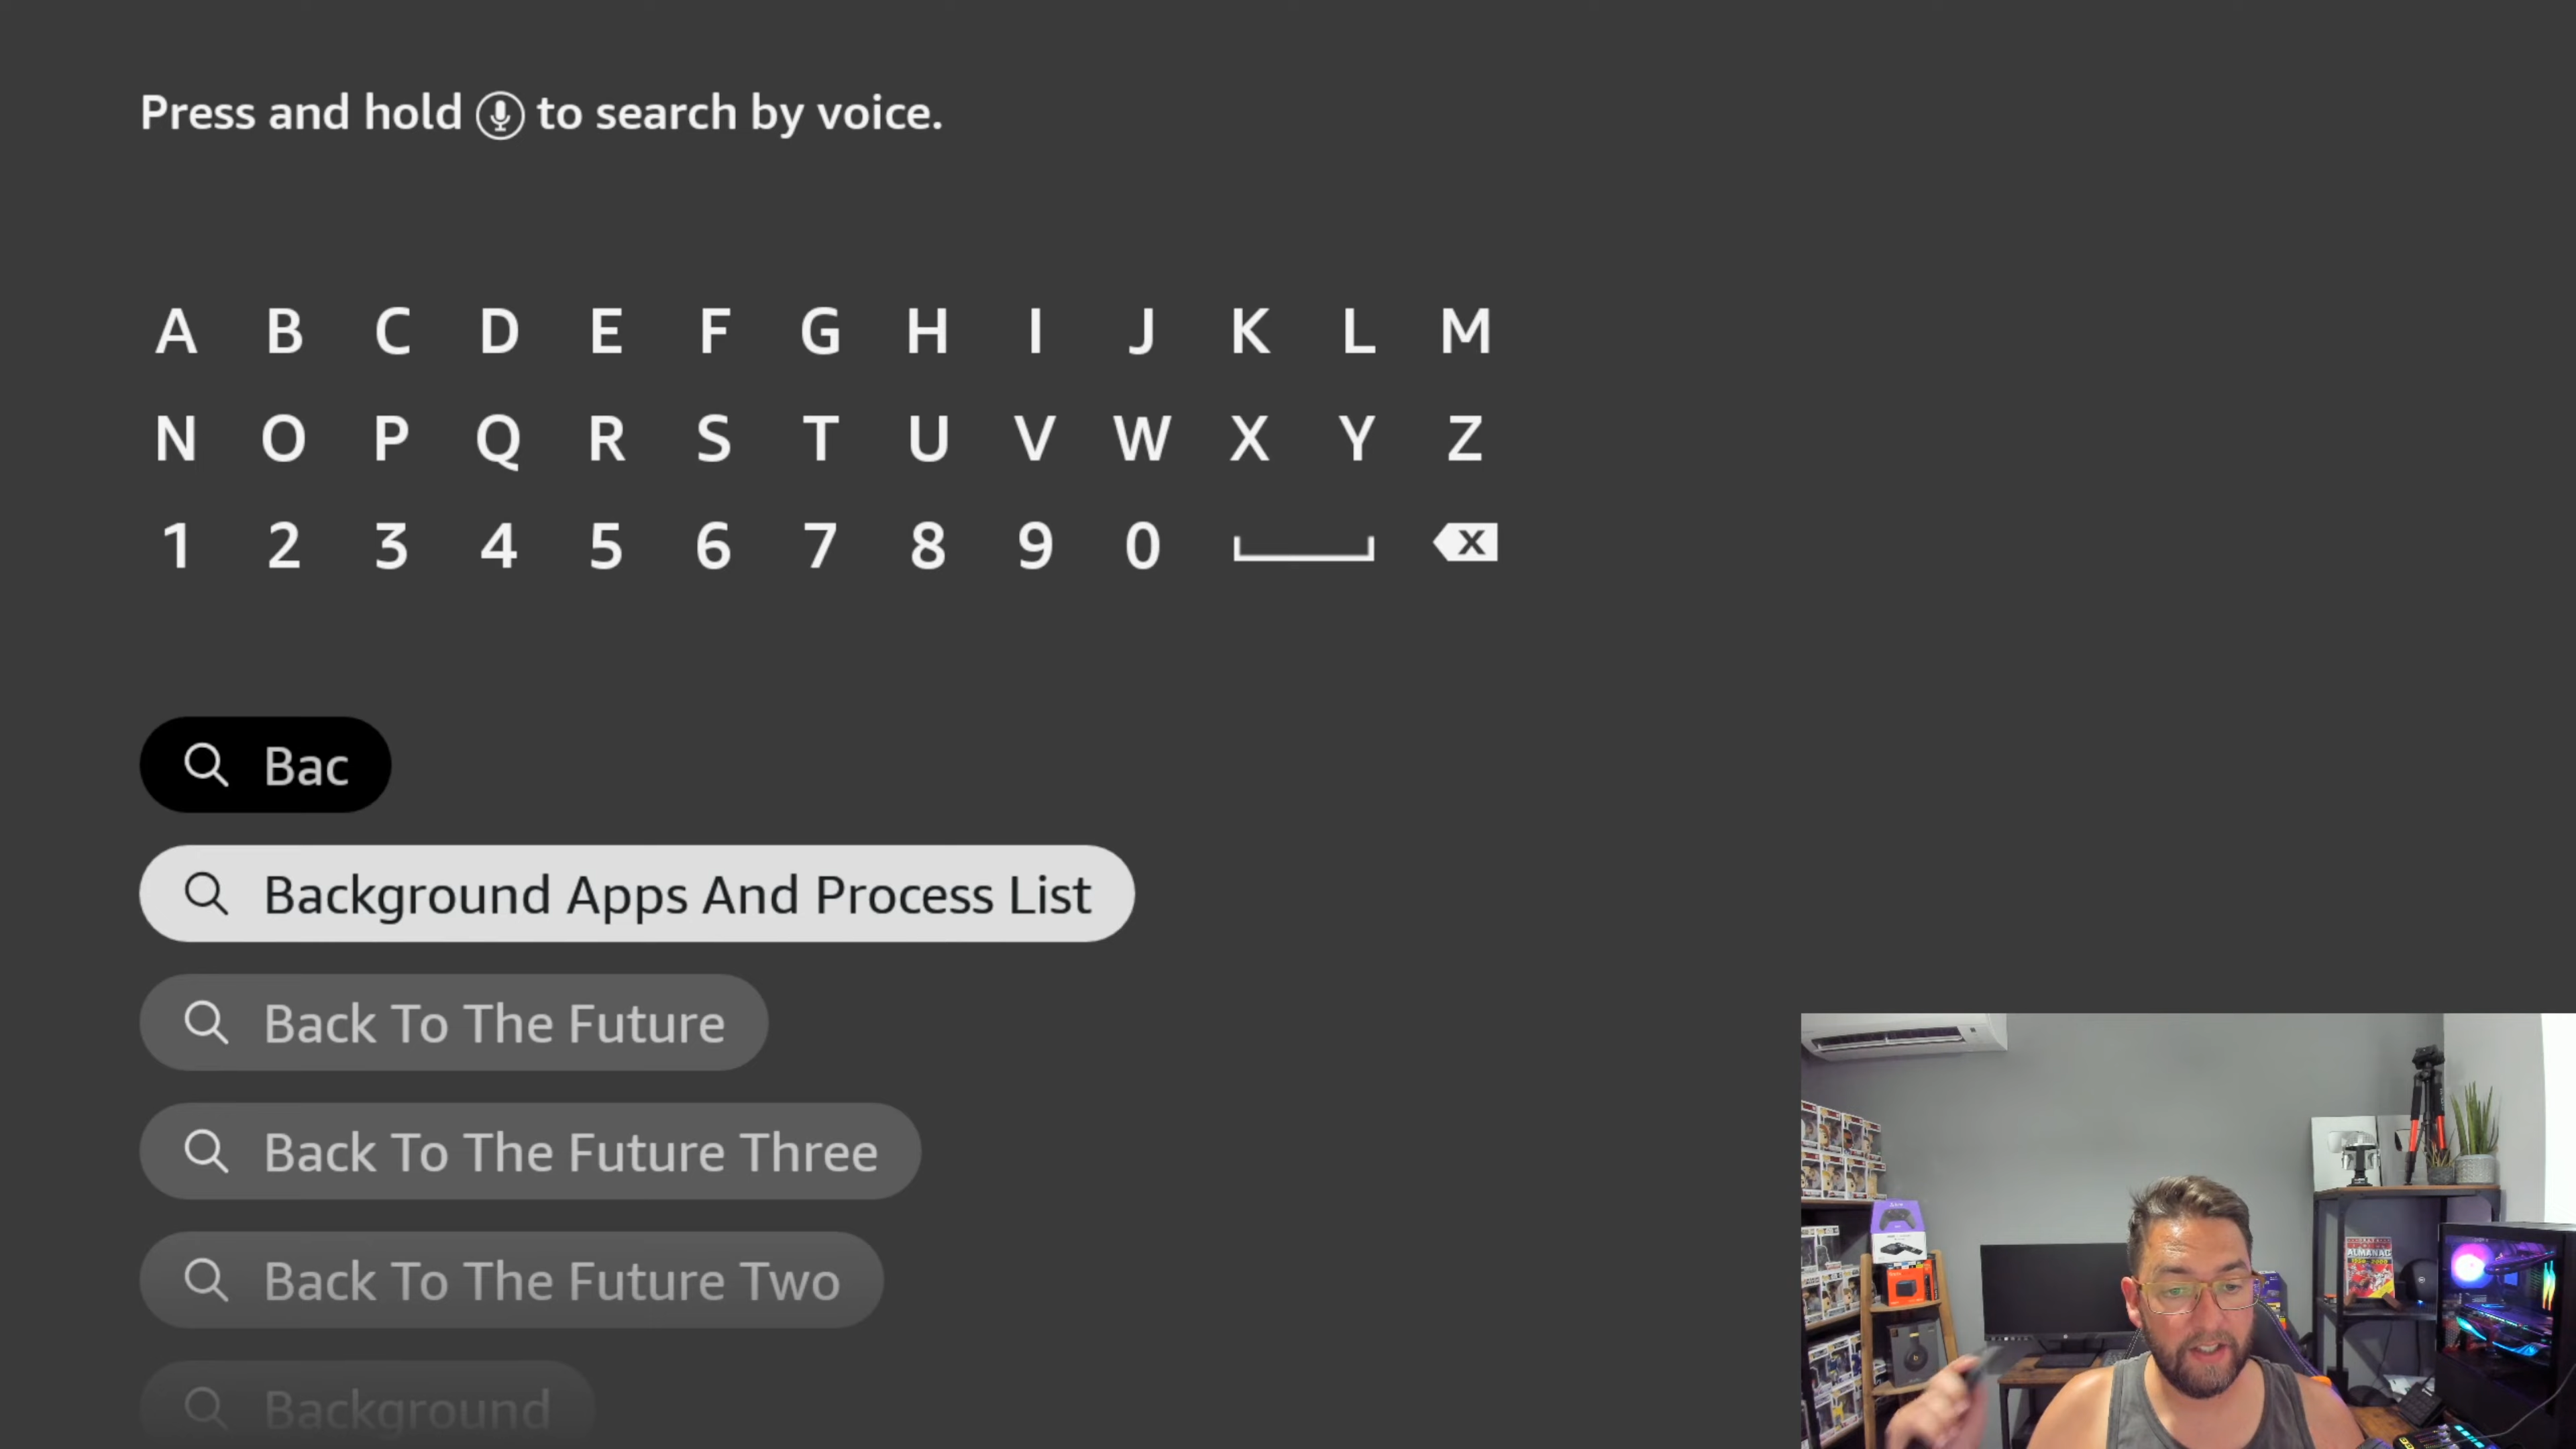 Press and hold to search by voice.
A B C D E F G H I J K L M
N O P Q R S T U V W X Y Z
1 2 3 4 5 6 7 8 9 0
Bac
Background Apps And Process List
Back To The Future
Back To The Future Three
Back To The Future Two
Background
ALMANAC